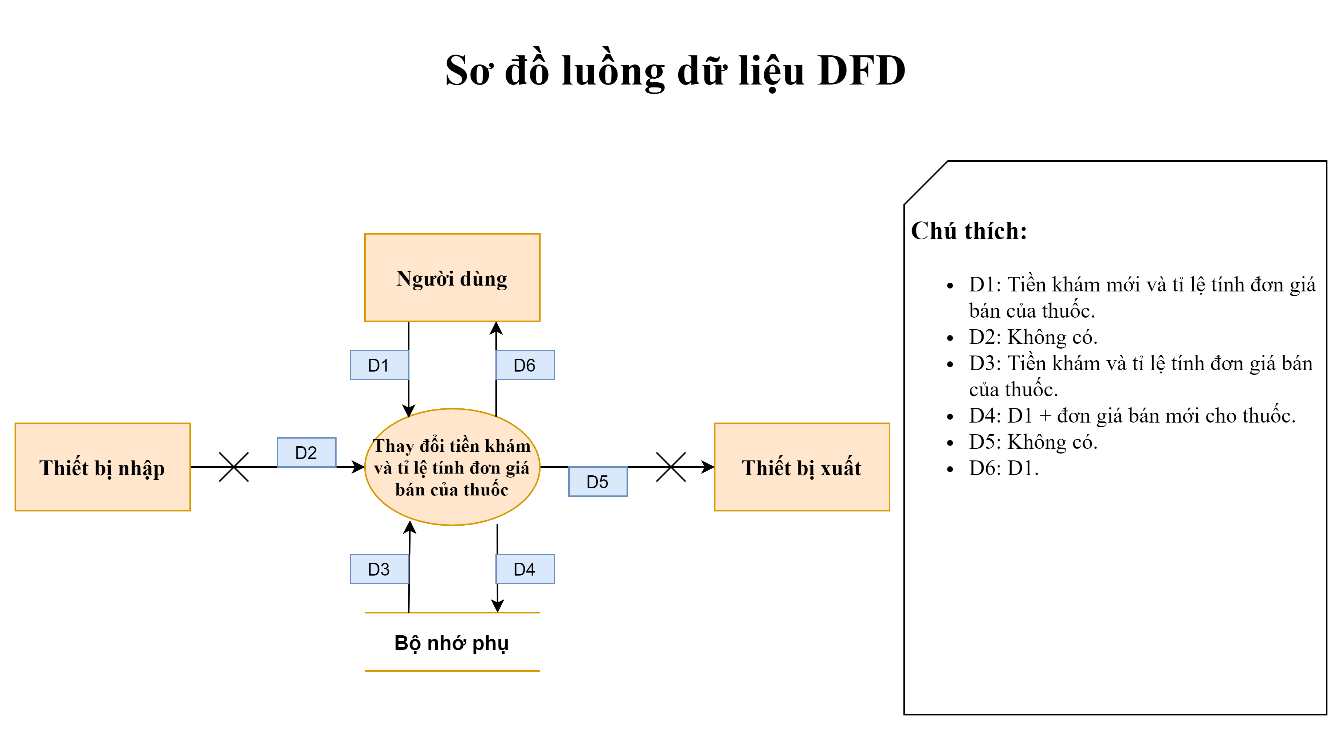 Sơ đồ luồng dữ liệu DFD
Người dùng
D1
D6
Thiết bị nhập
D2
Thay đổi tiền khám
và tỉ lệ tính đơn giá
bán của thuốc
D5
Thiết bị xuất
D3
D4
Bộ nhớ phụ
Chú thích:
• D1: Tiền khám mới và tỉ lệ tính đơn giá
bán của thuốc.
• D2: Không có.
• D3: Tiền khám và tỉ lệ tính đơn giá bán
của thuốc.
• D4: D1 + đơn giá bán mới cho thuốc.
• D5: Không có.
• D6: D1.